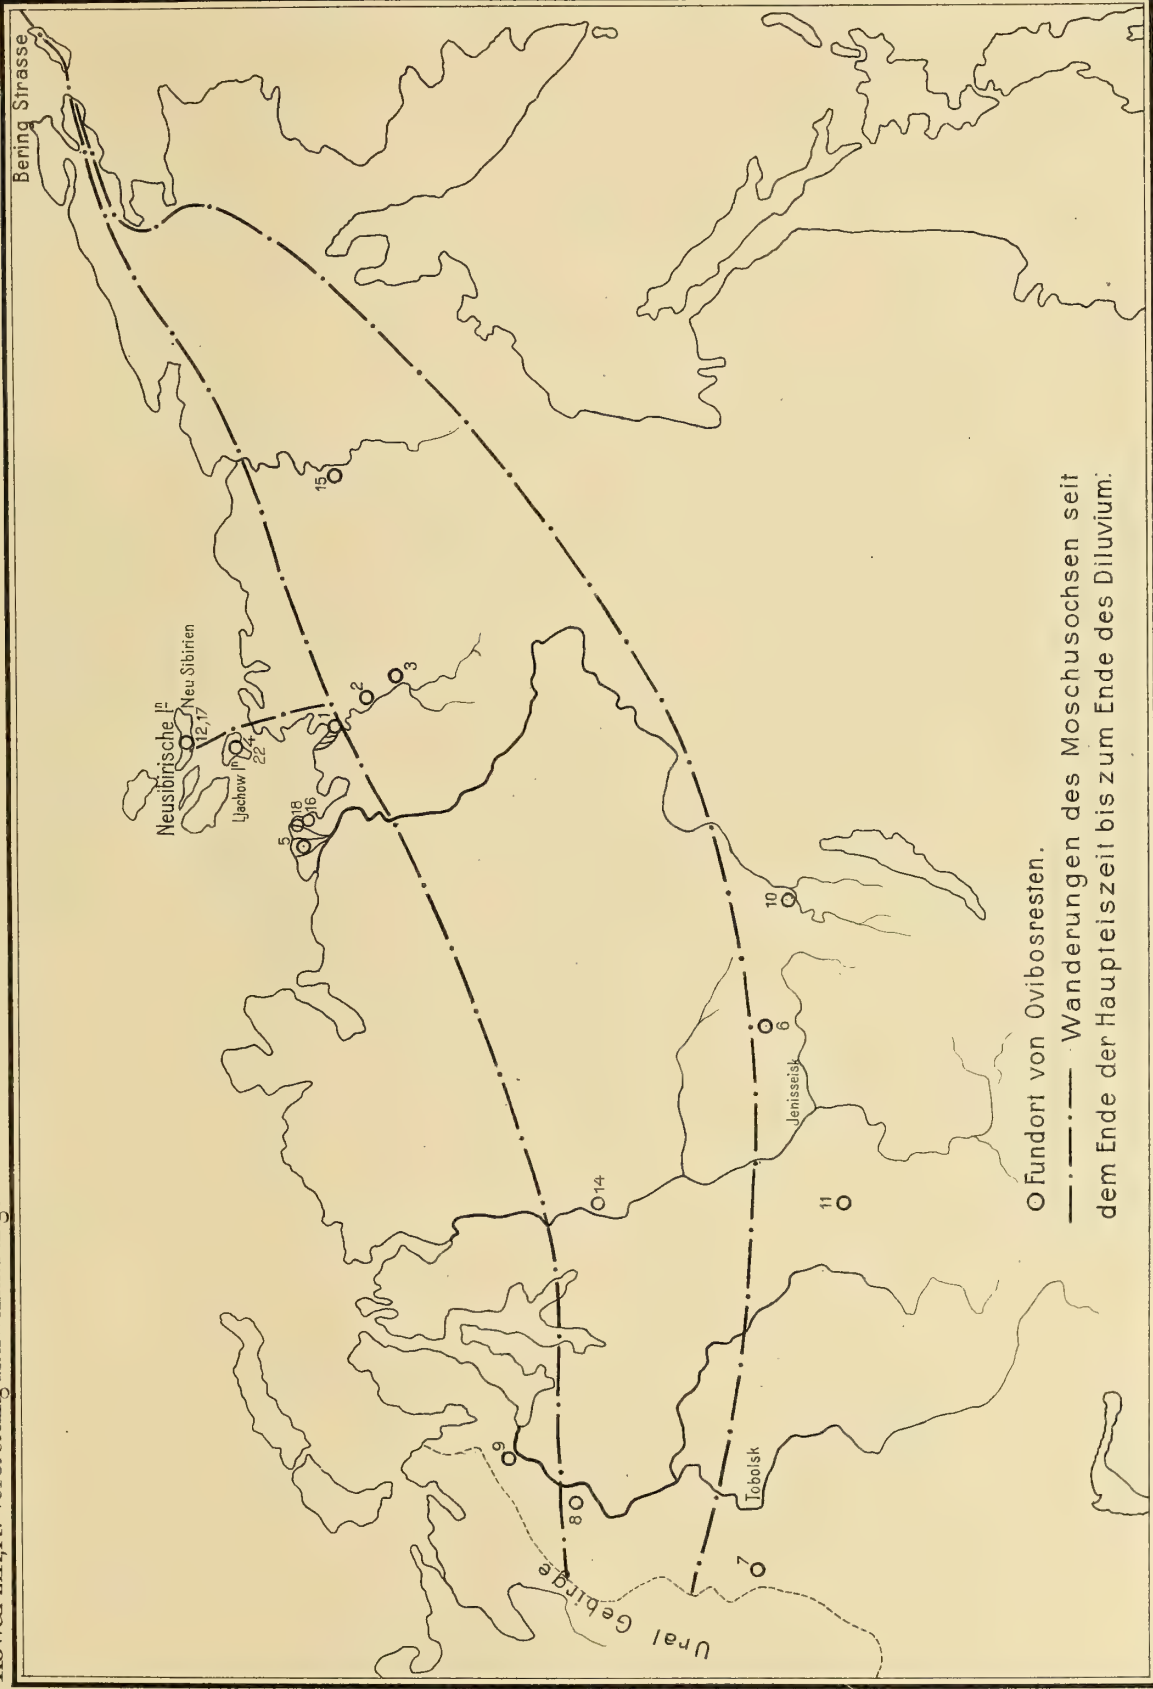 Bering Strasse
Neusibirische Iⁿ
Neu Sibirien
12,17
Ljachow Iⁿ
4
22
1
2
3
15
18
16
5
10
6
Jenisseisk
14
11
9
8
Tobolsk
7
Ural Gebirge
Fundort von Ovibosresten.
Wanderungen des Moschusochsen seit
dem Ende der Haupteiszeit bis zum Ende des Diluvium.